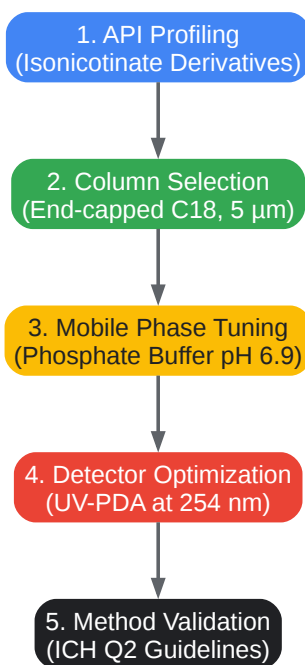 1. API Profiling
(Isonicotinate Derivatives)
2. Column Selection
(End-capped C18, 5 µm)
3. Mobile Phase Tuning
(Phosphate Buffer pH 6.9)
4. Detector Optimization
(UV-PDA at 254 nm)
5. Method Validation
(ICH Q2 Guidelines)